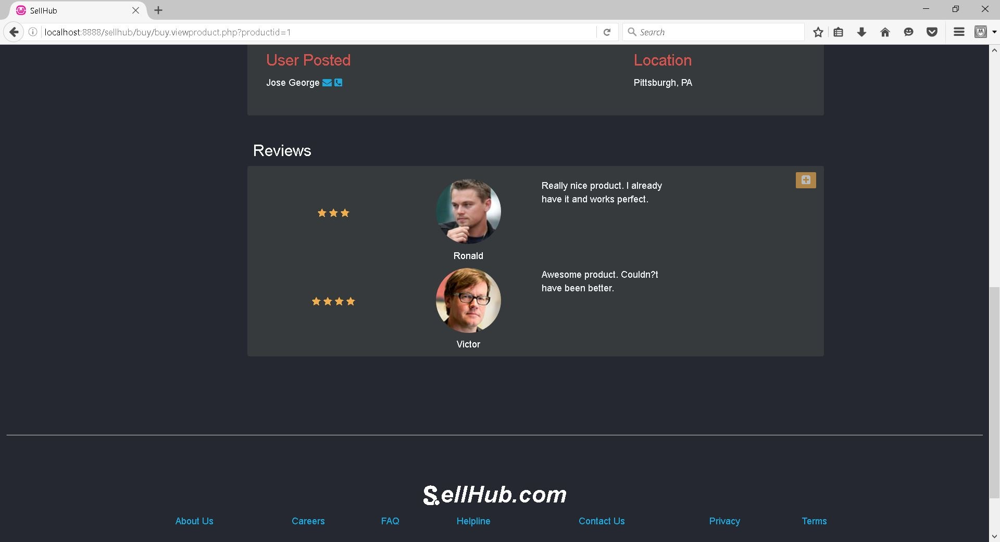 SellHub
localhost:8888/sellhub/buy/buy.viewproduct.php?productid=1
Search
User Posted
Location
Jose George
Pittsburgh, PA
Reviews
Really nice product. I already
have it and works perfect.
Ronald
Awesome product. Couldn?t
have been better.
Victor
S.ellHub.com
About Us
Careers
FAQ
Helpline
Contact Us
Privacy
Terms